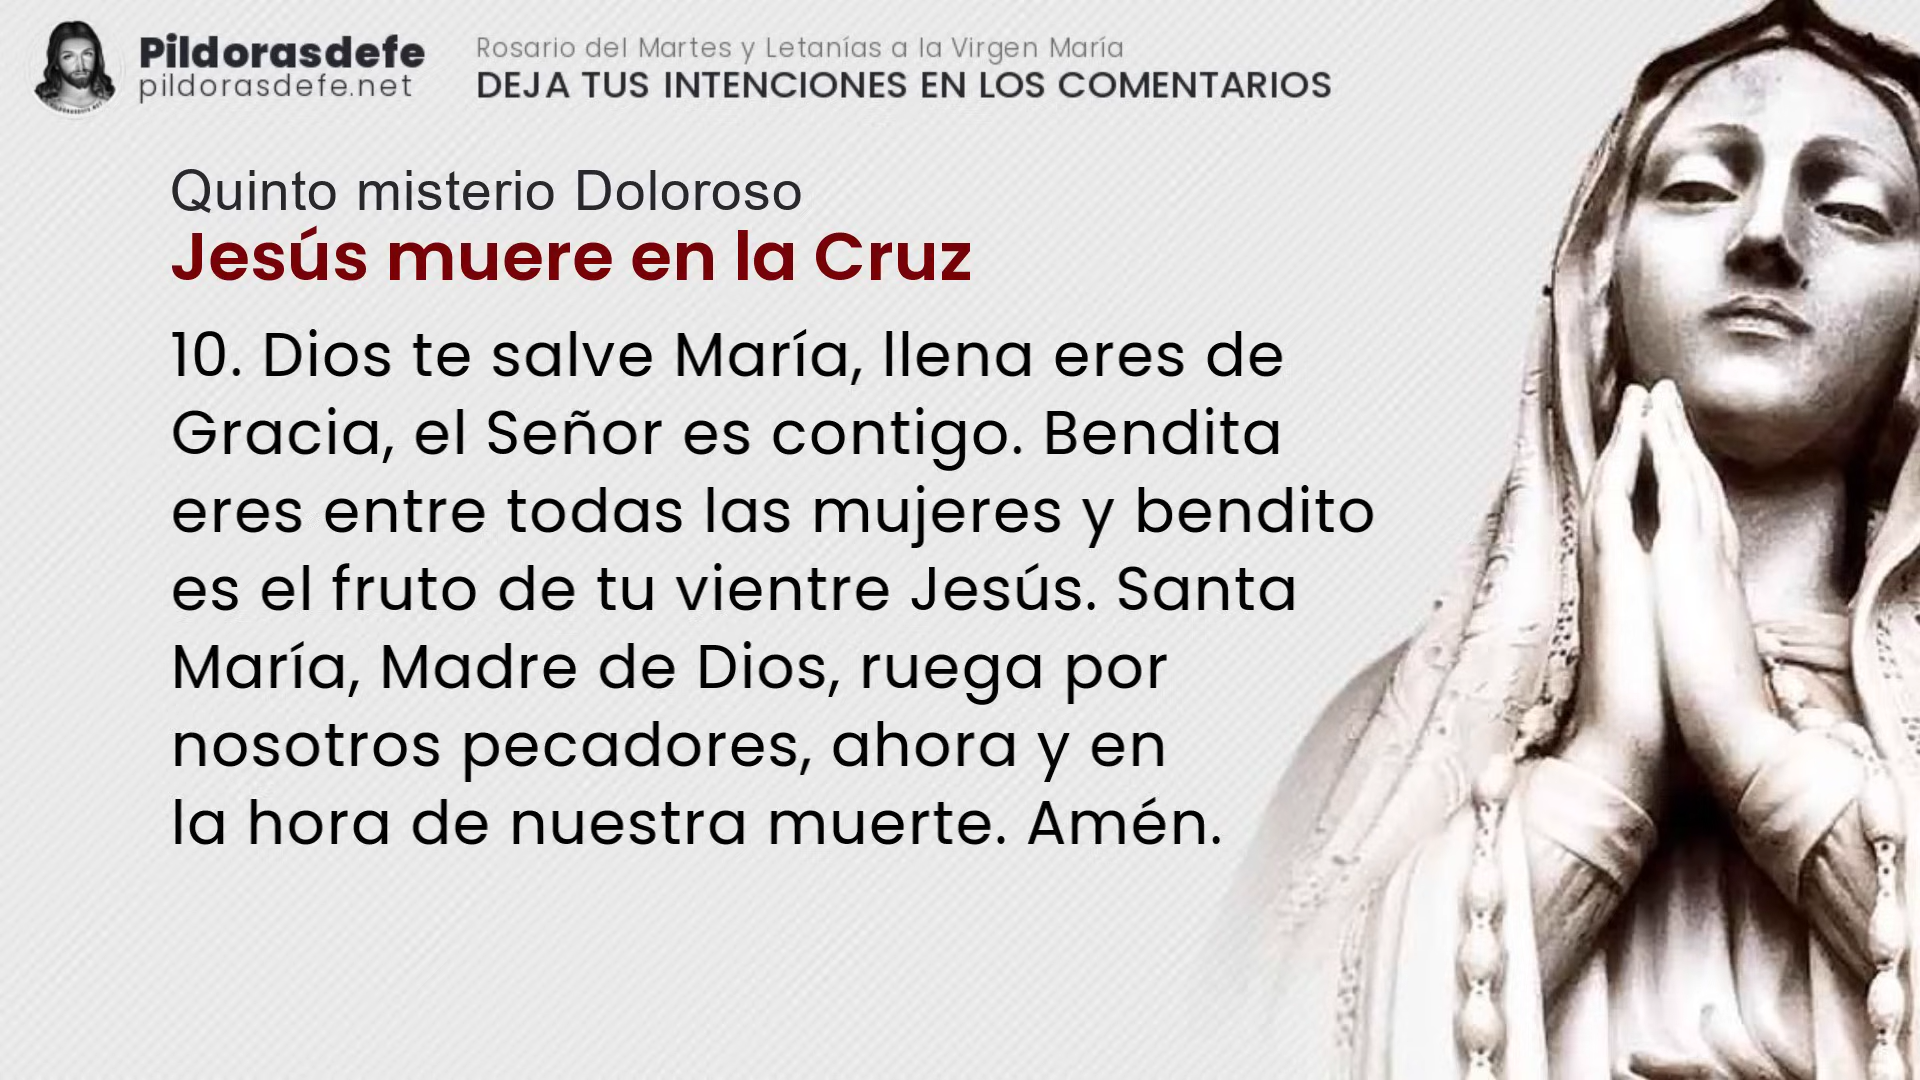 Pildorasdefe
pildorasdefe.net
Rosario del Martes y Letanías a la Virgen María
DEJA TUS INTENCIONES EN LOS COMENTARIOS
Quinto misterio Doloroso
Jesús muere en la Cruz
10. Dios te salve María, llena eres de
Gracia, el Señor es contigo. Bendita
eres entre todas las mujeres y bendito
es el fruto de tu vientre Jesús. Santa
María, Madre de Dios, ruega por
nosotros pecadores, ahora y en
la hora de nuestra muerte. Amén.